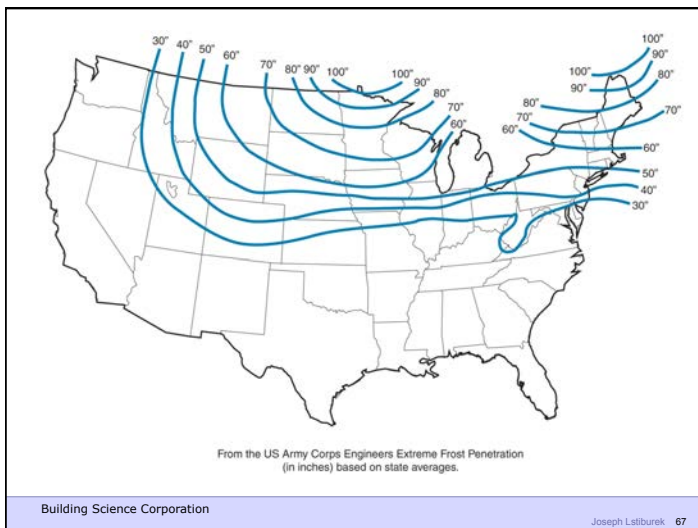 30" 40" 50" 60" 70" 80" 90" 100" 100" 90" 80" 70" 60"
100" 90" 80" 70" 60" 50" 40" 30"
100" 90" 80" 70" 60"
From the US Army Corps Engineers Extreme Frost Penetration
(in inches) based on state averages.
Building Science Corporation
Joseph Lstiburek 67